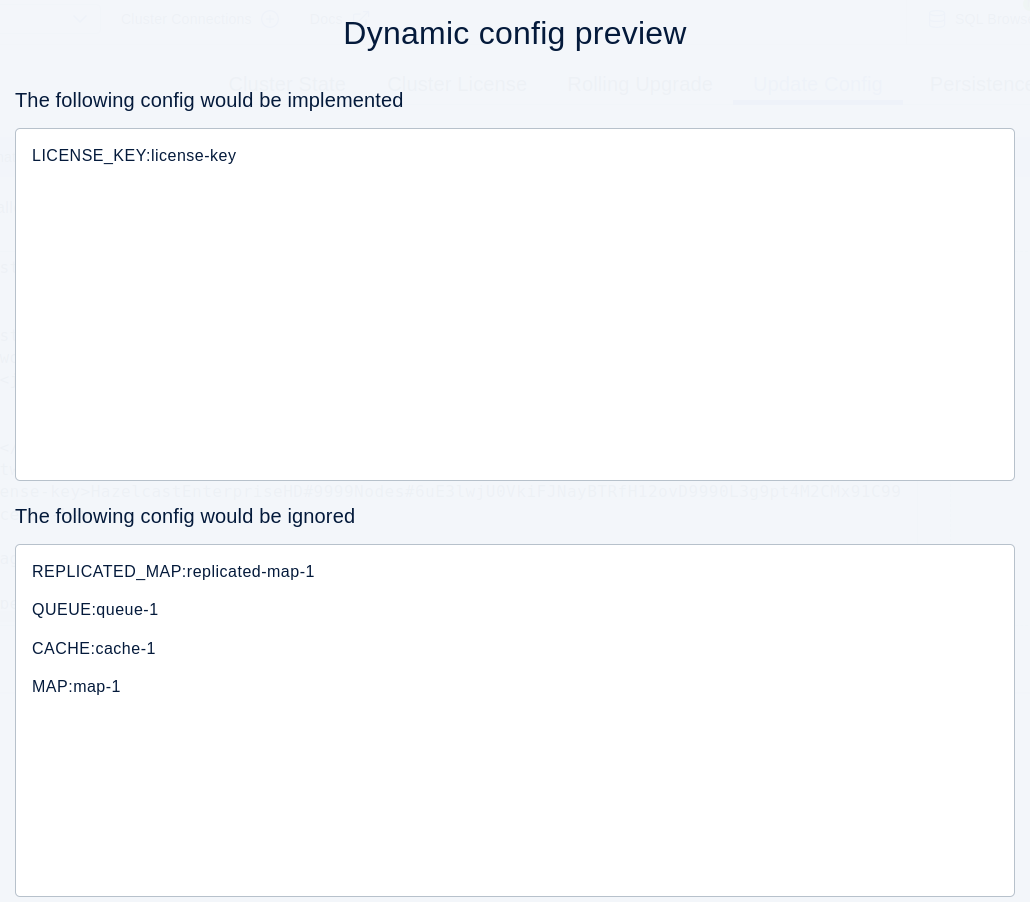 Cluster Connections
Docs
SQL Brows
Dynamic config preview
Cluster State
Cluster License
Rolling Upgrade
Update Config
Persistence
The following config would be implemented
LICENSE_KEY:license-key
The following config would be ignored
REPLICATED_MAP:replicated-map-1
QUEUE:queue-1
CACHE:cache-1
MAP:map-1